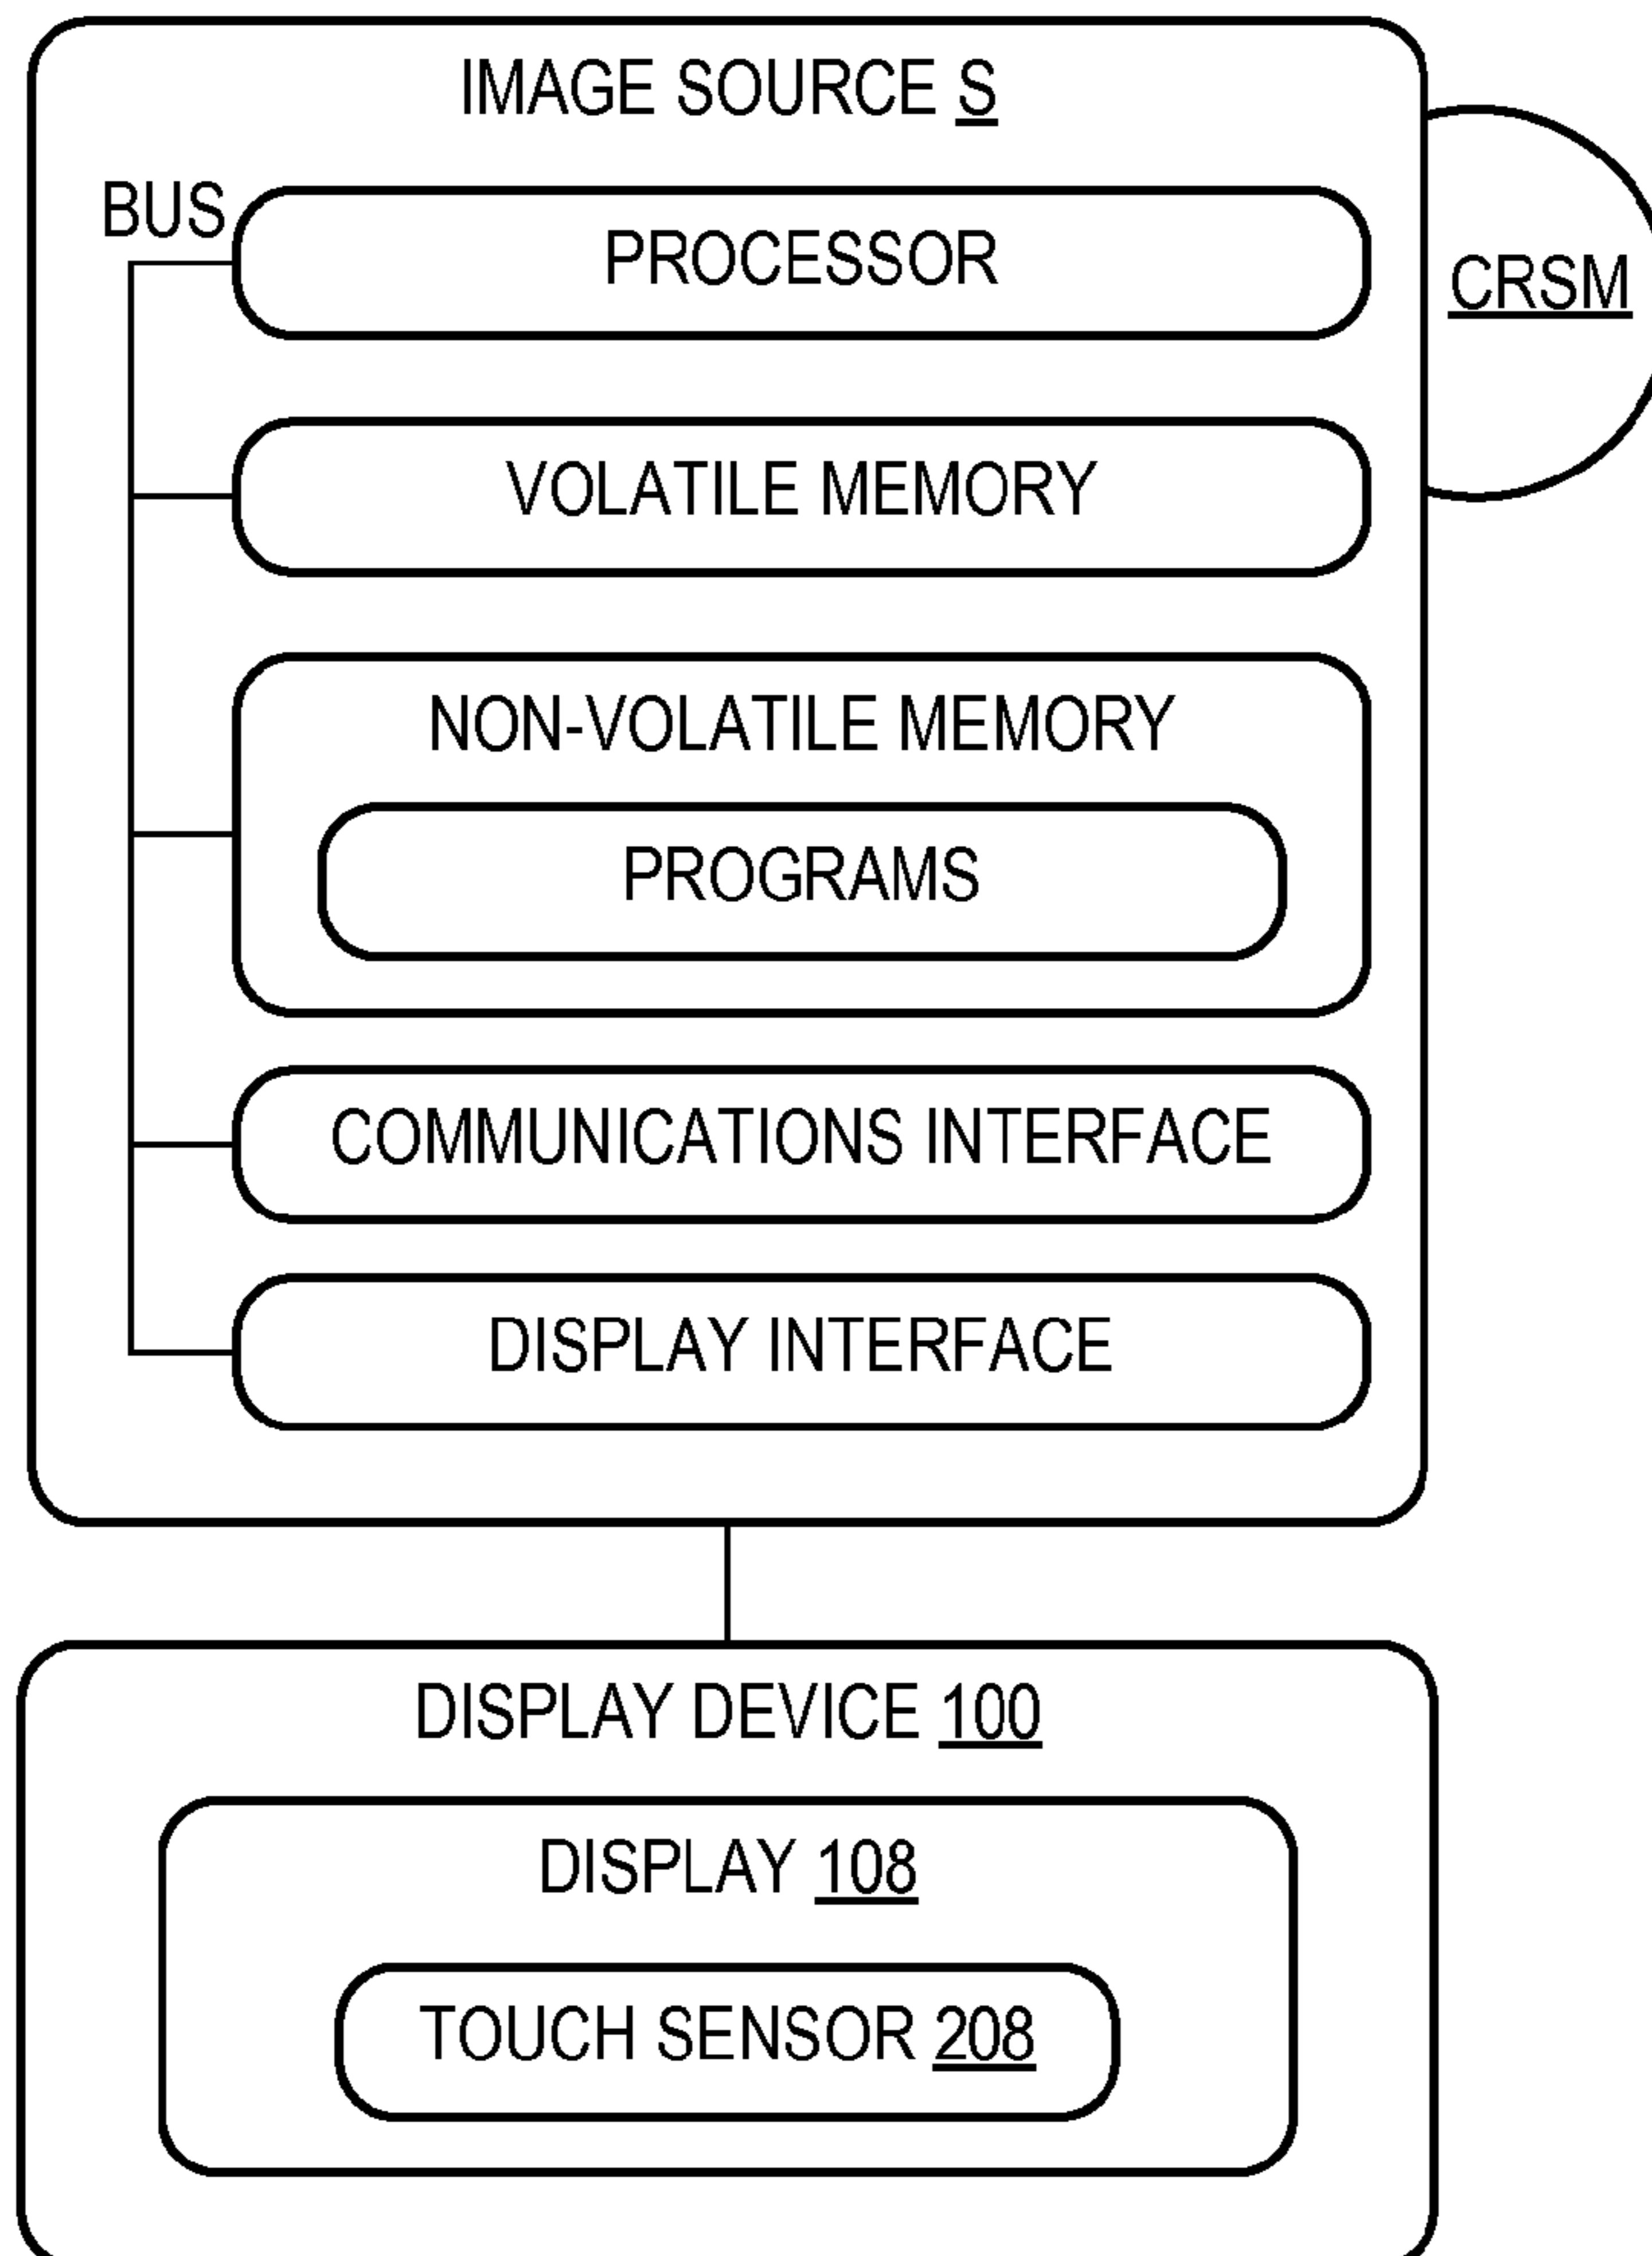 IMAGE SOURCE S
BUS
PROCESSOR
CRSM
VOLATILE MEMORY
NON-VOLATILE MEMORY
PROGRAMS
COMMUNICATIONS INTERFACE
DISPLAY INTERFACE
DISPLAY DEVICE 100
DISPLAY 108
TOUCH SENSOR 208